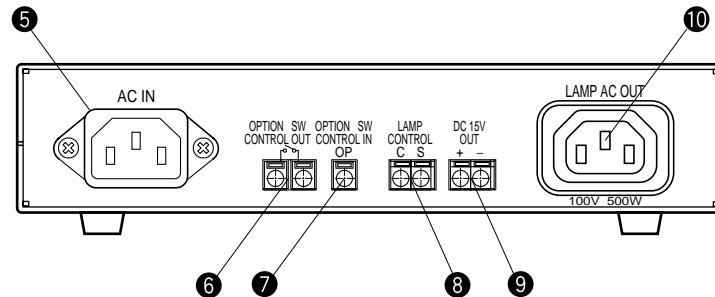 5
10
AC IN
LAMP AC OUT
OPTION SW
CONTROL OUT
OPTION SW
CONTROL IN
OP
LAMP
CONTROL
C S
DC 15V
OUT
+ −
100V 500W
6
7
8
9